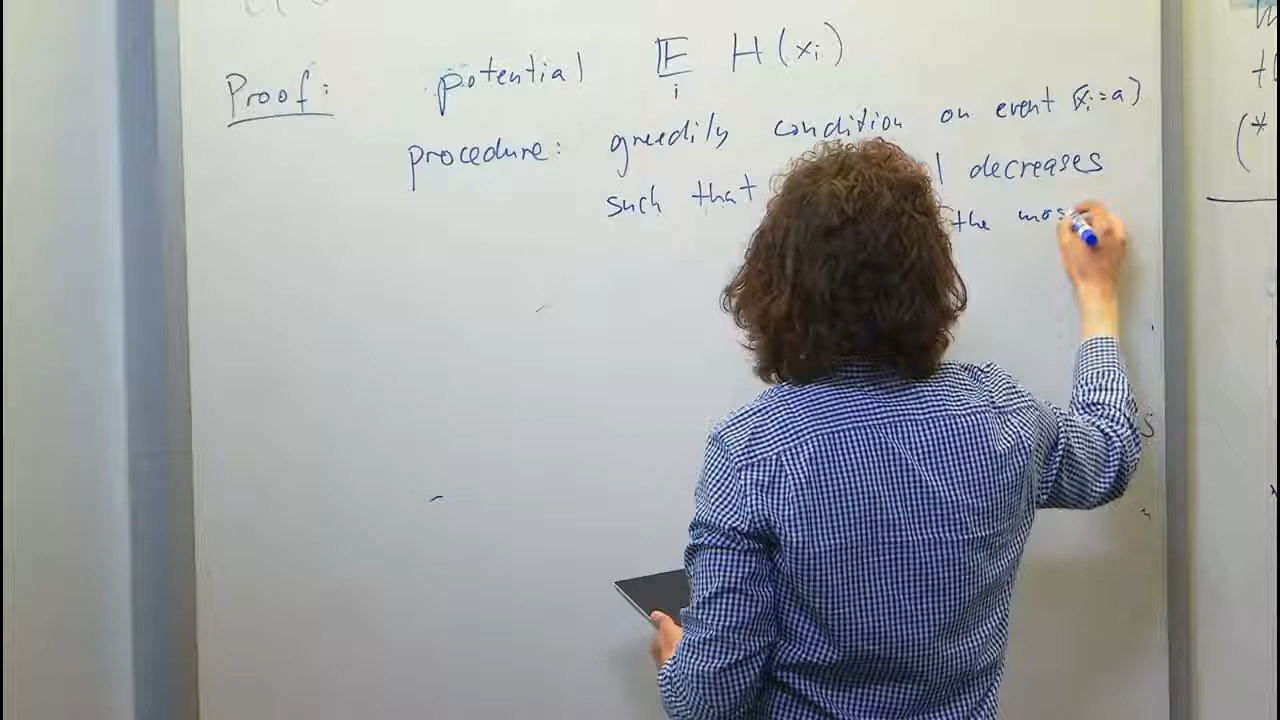 Proof: potential 𝔼 H(xᵢ)
i
procedure: greedily condition on event (xᵢ=a)
such that decreases
the mos
(*